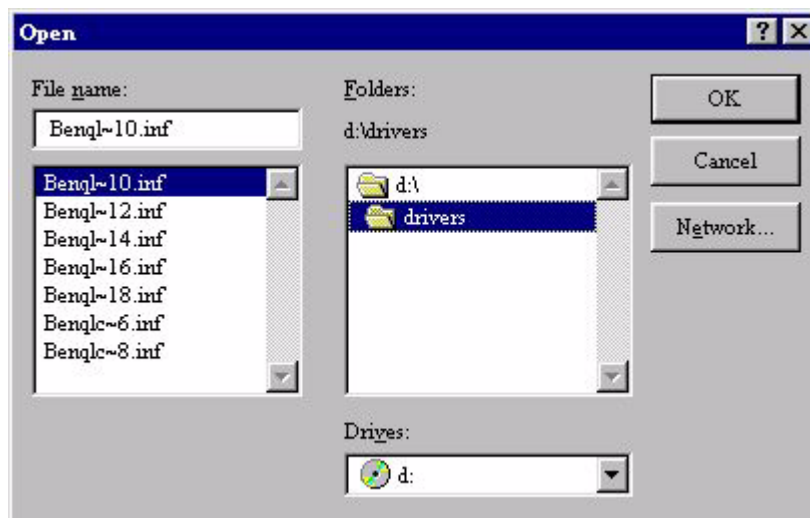 Open
File name:
Benql~10.inf
Benql~10.inf
Benql~12.inf
Benql~14.inf
Benql~16.inf
Benql~18.inf
Benqlc~6.inf
Benqlc~8.inf
Folders:
d:\drivers
d:\
drivers
Drives:
d:
OK
Cancel
Network...